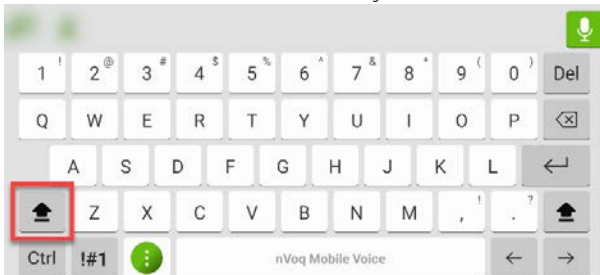 1 ! 2 @ 3 # 4 $ 5 % 6 ^ 7 & 8 * 9 ( 0 ) Del
Q W E R T Y U I O P
A S D F G H J K L
Z X C V B N M , ! . ?
Ctrl !#1 nVoq Mobile Voice ← →